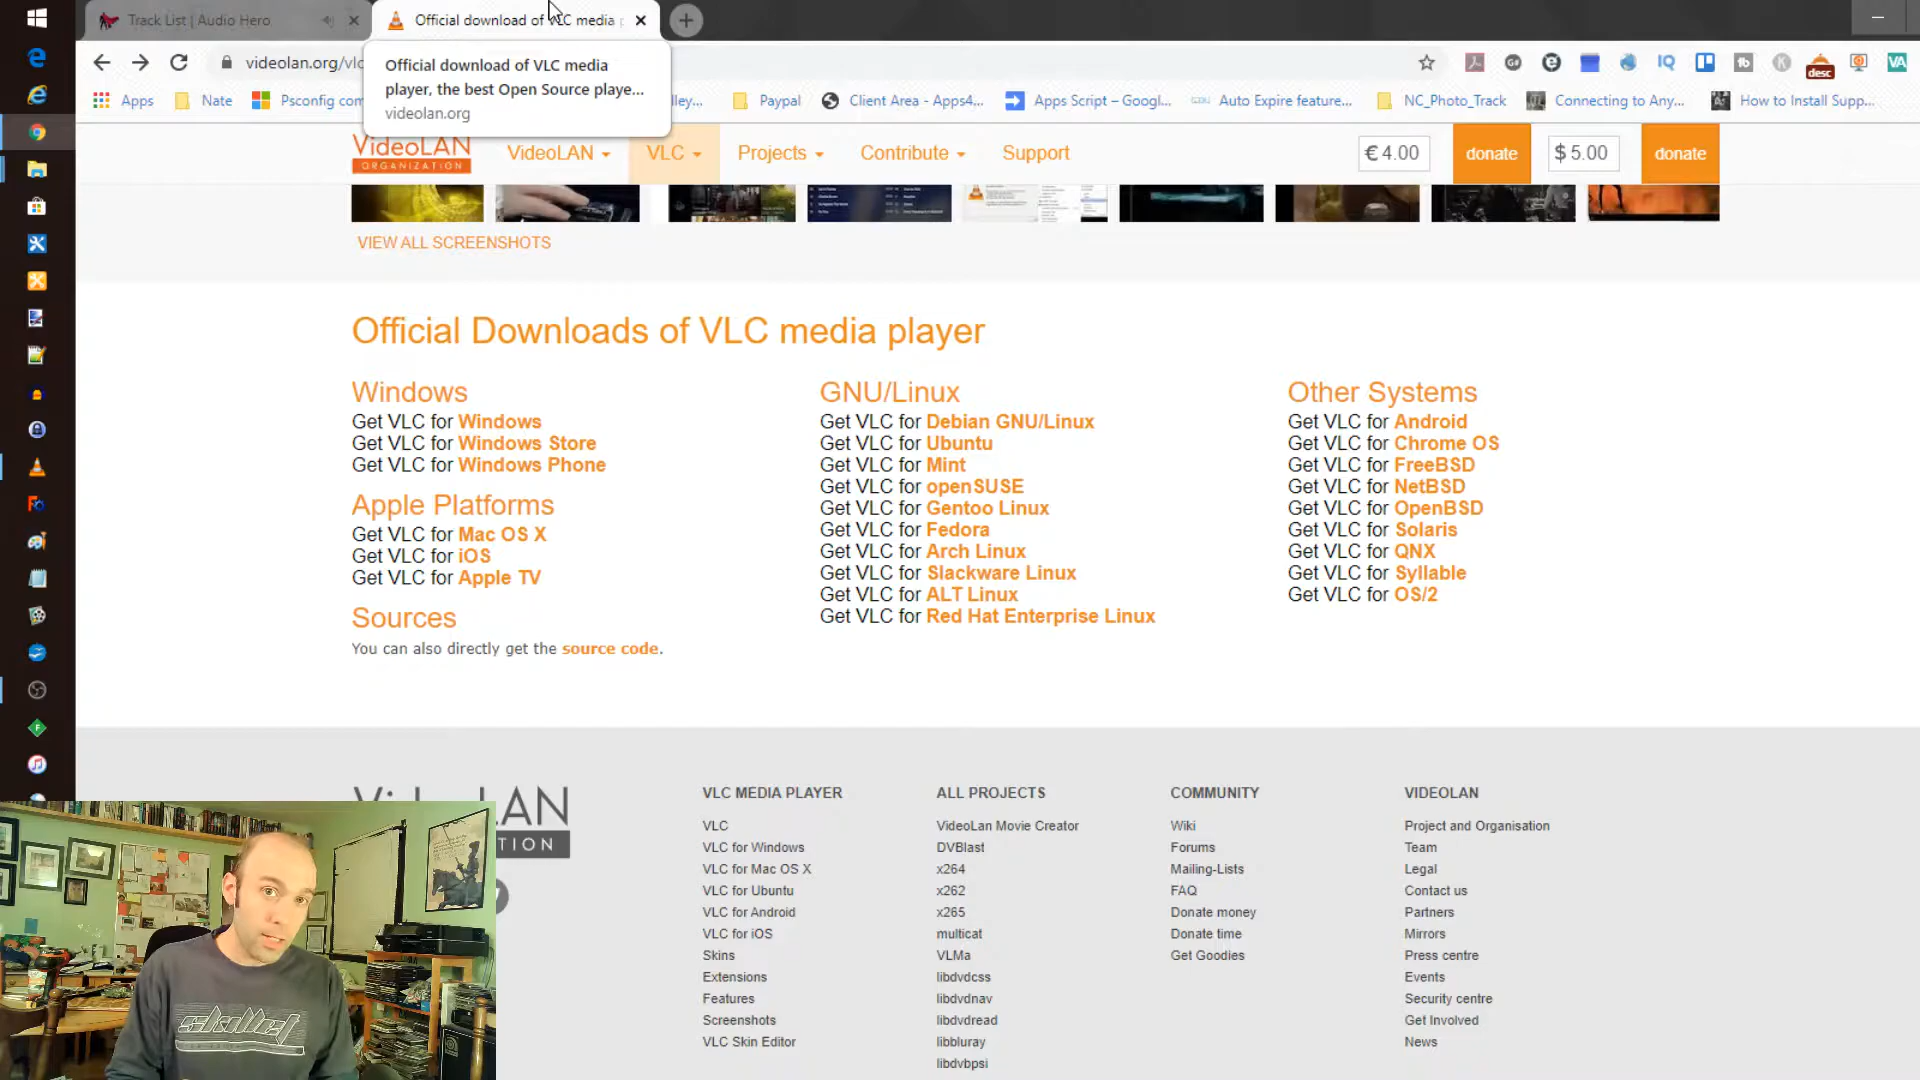 Track List | Audio Hero
Official download of VLC media p
videolan.org/vlc
Official download of VLC media
player, the best Open Source playe...
videolan.org
desc
Apps
Nate
Psconfig com
lley...
Paypal
Client Area - Apps4...
Apps Script – Googl...
Auto Expire feature...
NC_Photo_Track
Connecting to Any...
How to Install Supp...
VideoLAN
ORGANIZATION
VideoLAN
VLC
Projects
Contribute
Support
€ 4.00
donate
$ 5.00
donate
VIEW ALL SCREENSHOTS
Official Downloads of VLC media player
Windows
Get VLC for Windows
Get VLC for Windows Store
Get VLC for Windows Phone
Apple Platforms
Get VLC for Mac OS X
Get VLC for iOS
Get VLC for Apple TV
Sources
You can also directly get the source code.
GNU/Linux
Get VLC for Debian GNU/Linux
Get VLC for Ubuntu
Get VLC for Mint
Get VLC for openSUSE
Get VLC for Gentoo Linux
Get VLC for Fedora
Get VLC for Arch Linux
Get VLC for Slackware Linux
Get VLC for ALT Linux
Get VLC for Red Hat Enterprise Linux
Other Systems
Get VLC for Android
Get VLC for Chrome OS
Get VLC for FreeBSD
Get VLC for NetBSD
Get VLC for OpenBSD
Get VLC for Solaris
Get VLC for QNX
Get VLC for Syllable
Get VLC for OS/2
VLC MEDIA PLAYER
VLC
VLC for Windows
VLC for Mac OS X
VLC for Ubuntu
VLC for Android
VLC for iOS
Skins
Extensions
Features
Screenshots
VLC Skin Editor
ALL PROJECTS
VideoLan Movie Creator
DVBlast
x264
x262
x265
multicat
VLMa
libdvdcss
libdvdnav
libdvdread
libbluray
libdvbpsi
COMMUNITY
Wiki
Forums
Mailing-Lists
FAQ
Donate money
Donate time
Get Goodies
VIDEOLAN
Project and Organisation
Team
Legal
Contact us
Partners
Mirrors
Press centre
Events
Security centre
Get Involved
News
skillet